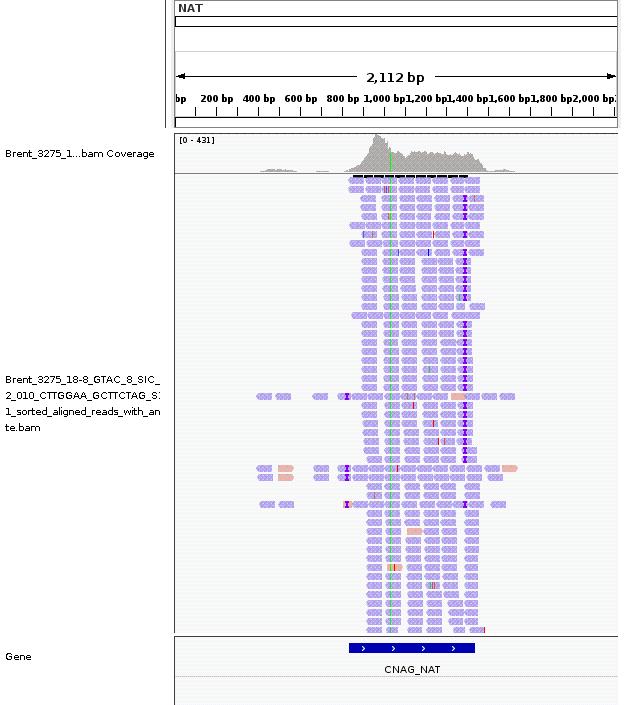 NAT
2,112 bp
bp 200 bp 400 bp 600 bp 800 bp 1,000 bp 1,200 bp 1,400 bp 1,600 bp 1,800 bp 2,000 bp
[0 - 431]
Brent_3275_1...bam Coverage
Brent_3275_18-8_GTAC_8_SIC_
2_010_CTTGGAA_GCTTCTAG_S
1_sorted_aligned_reads_with_an
te.bam
Gene
CNAG_NAT